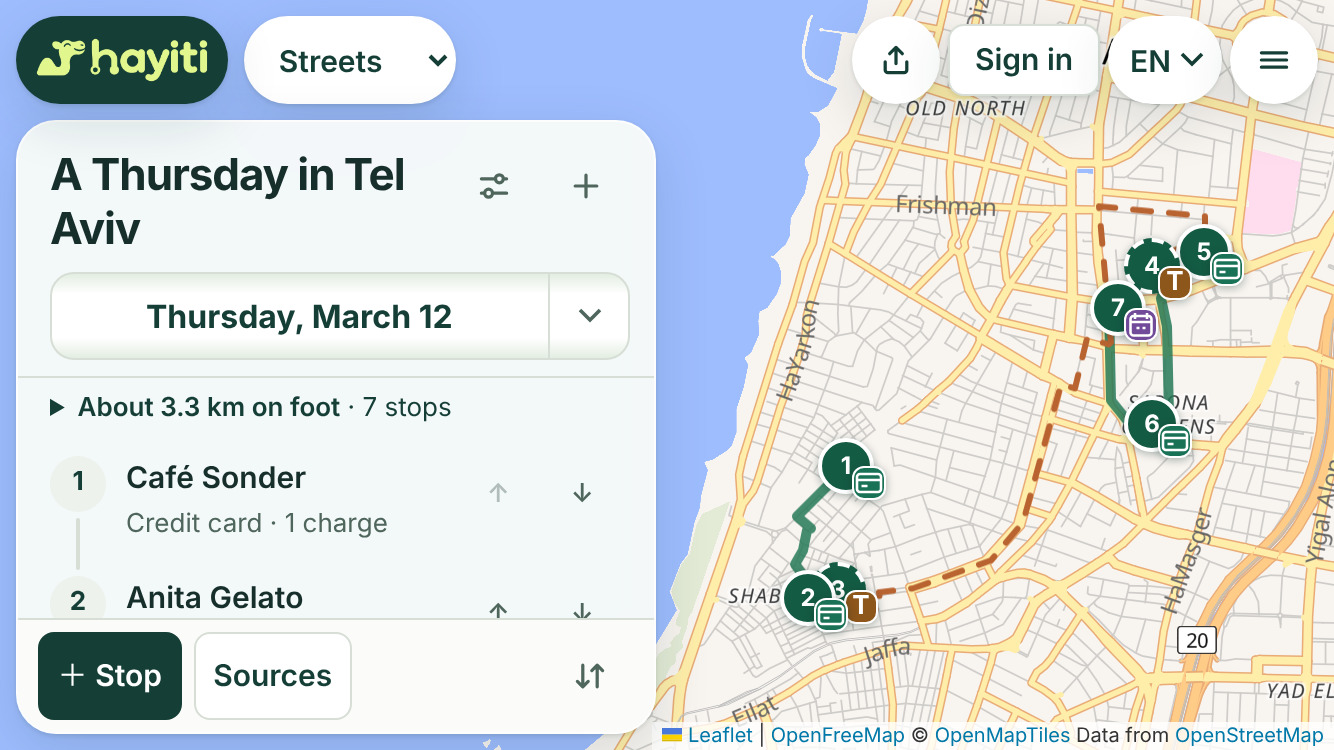 hayiti
Streets
Sign in
EN
A Thursday in Tel
Aviv
Thursday, March 12
About 3.3 km on foot · 7 stops
1
Café Sonder
Credit card · 1 charge
2
Anita Gelato
+ Stop
Sources
OLD NORTH
Frishman
HaYarkon
4
T
5
7
6
1
2
3
T
Jaffa
Eilat
HaMasger
Yigal Alon
20
Leaflet | OpenFreeMap © OpenMapTiles Data from OpenStreetMap